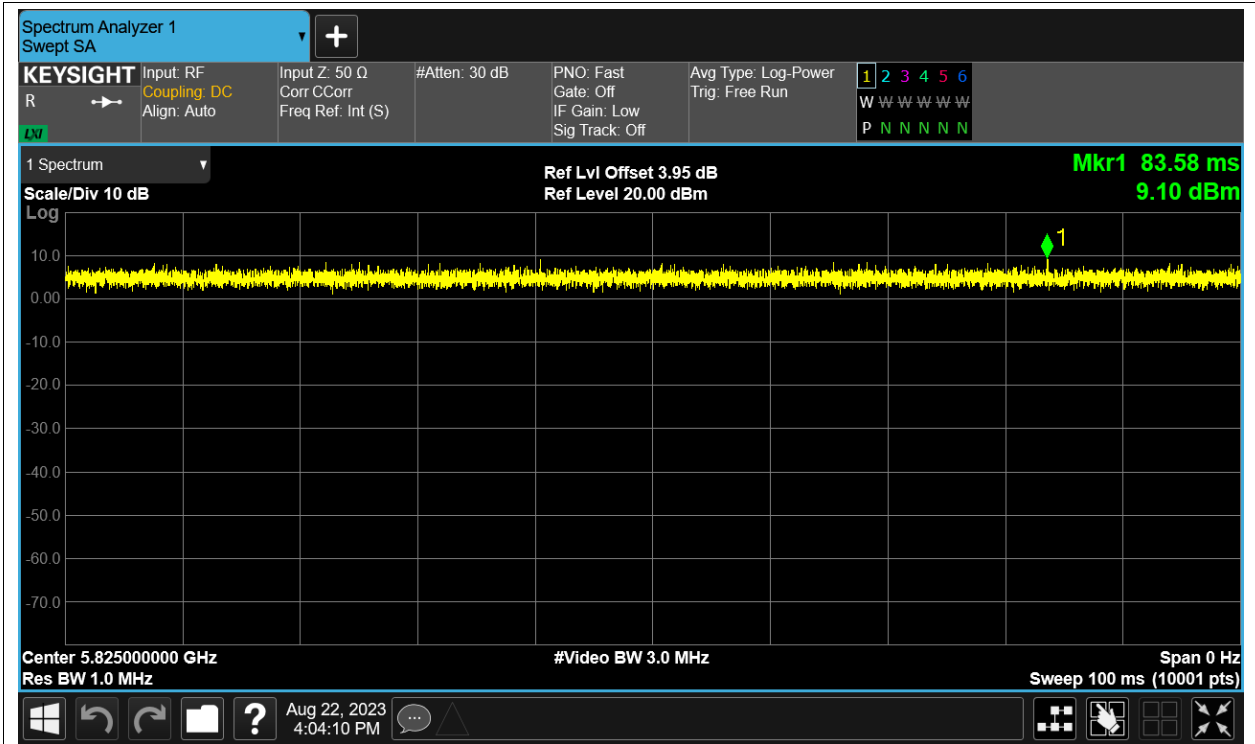 Spectrum Analyzer 1
Swept SA
KEYSIGHT
R
LXI
Input: RF
Coupling: DC
Align: Auto
Input Z: 50 Ω
Corr CCorr
Freq Ref: Int (S)
#Atten: 30 dB
PNO: Fast
Gate: Off
IF Gain: Low
Sig Track: Off
Avg Type: Log-Power
Trig: Free Run
1 2 3 4 5 6
W W W W W W
P N N N N N
1 Spectrum
Scale/Div 10 dB
Log
Ref Lvl Offset 3.95 dB
Ref Level 20.00 dBm
Mkr1 83.58 ms
9.10 dBm
1
10.0
0.00
-10.0
-20.0
-30.0
-40.0
-50.0
-60.0
-70.0
Center 5.825000000 GHz
#Video BW 3.0 MHz
Span 0 Hz
Res BW 1.0 MHz
Sweep 100 ms (10001 pts)
?
Aug 22, 2023
4:04:10 PM